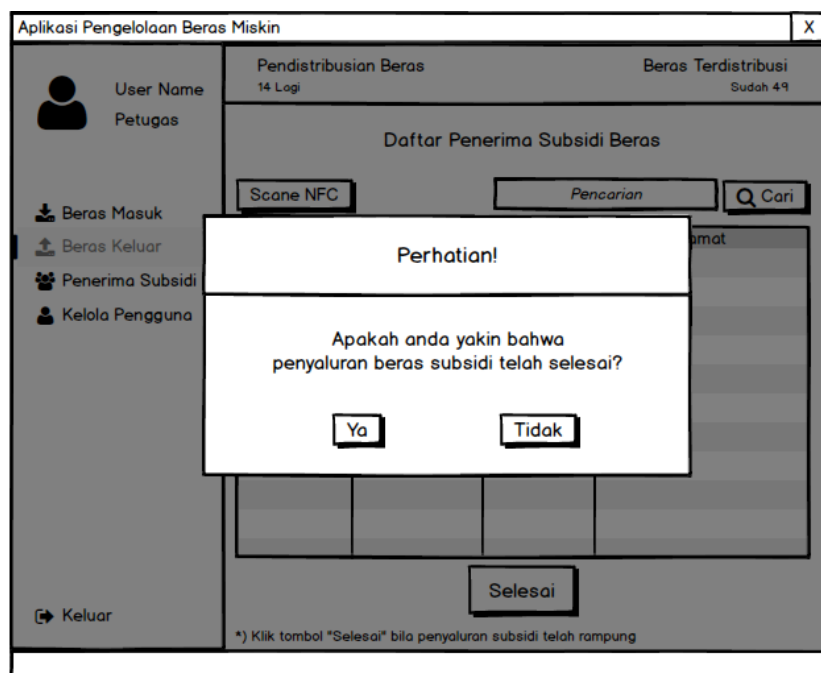 Aplikasi Pengelolaan Beras Miskin
X
User Name
Petugas
Beras Masuk
Beras Keluar
Penerima Subsidi
Kelola Pengguna
Keluar
Pendistribusian Beras
14 Lagi
Beras Terdistribusi
Sudah 49
Daftar Penerima Subsidi Beras
Scane NFC
Pencarian
Cari
Perhatian!
Apakah anda yakin bahwa
penyaluran beras subsidi telah selesai?
Ya
Tidak
Selesai
*) Klik tombol "Selesai" bila penyaluran subsidi telah rampung